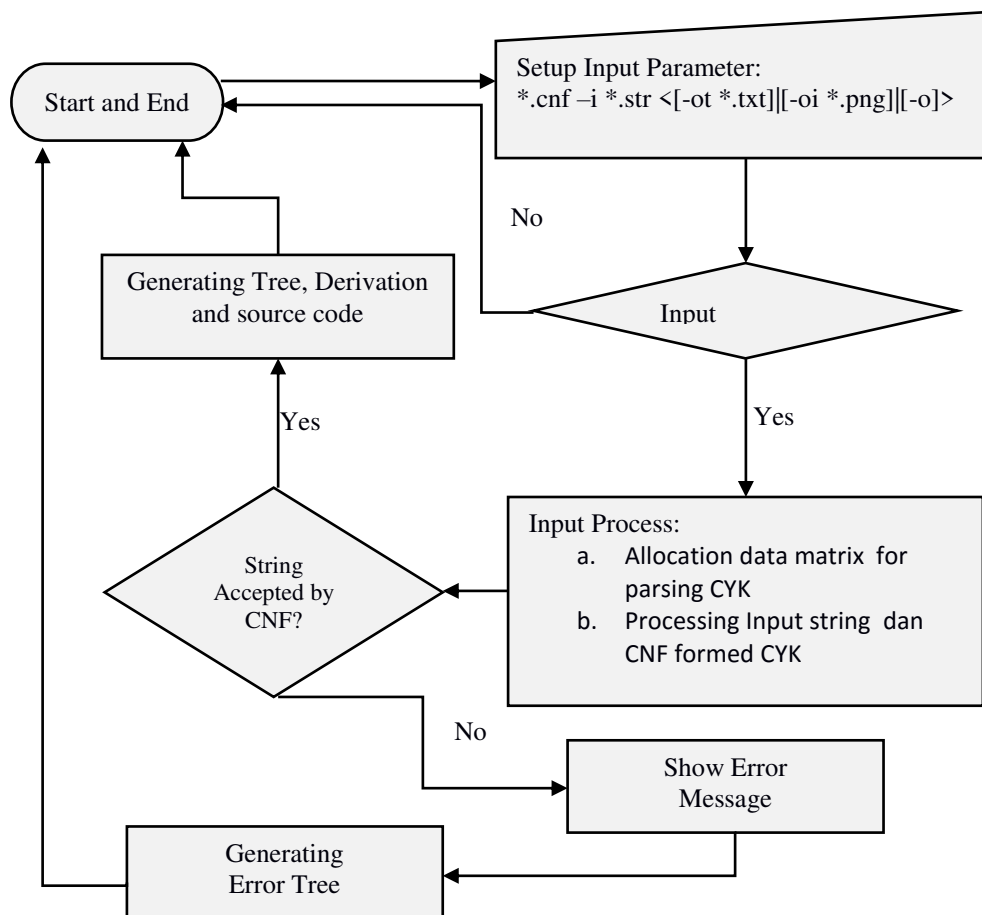 Start and End
Setup Input Parameter:
*.cnf –i *.str <[-ot *.txt]|[-oi *.png]|[-o]>
No
Input
Yes
Generating Tree, Derivation
and source code
Yes
Input Process:
a. Allocation data matrix for
parsing CYK
b. Processing Input string dan
CNF formed CYK
String
Accepted by
CNF?
No
Show Error
Message
Generating
Error Tree